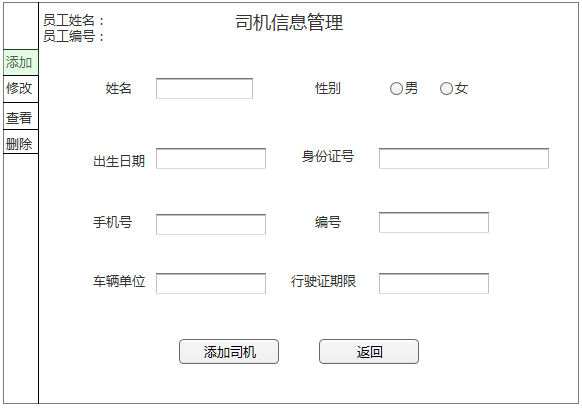 员工姓名：
员工编号：
司机信息管理
添加
修改
查看
删除
姓名
性别
男
女
出生日期
身份证号
手机号
编号
车辆单位
行驶证期限
添加司机
返回